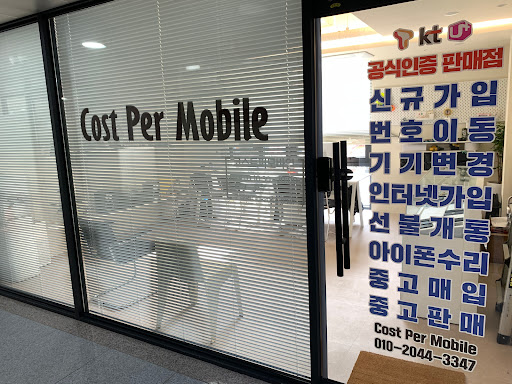 Cost Per Mobile
T kt U+
공식인증 판매점
신규가입
번호이동
기기변경
인터넷가입
선불개통
아이폰수리
중고매입
중고판매
Cost Per Mobile
010-2044-3347